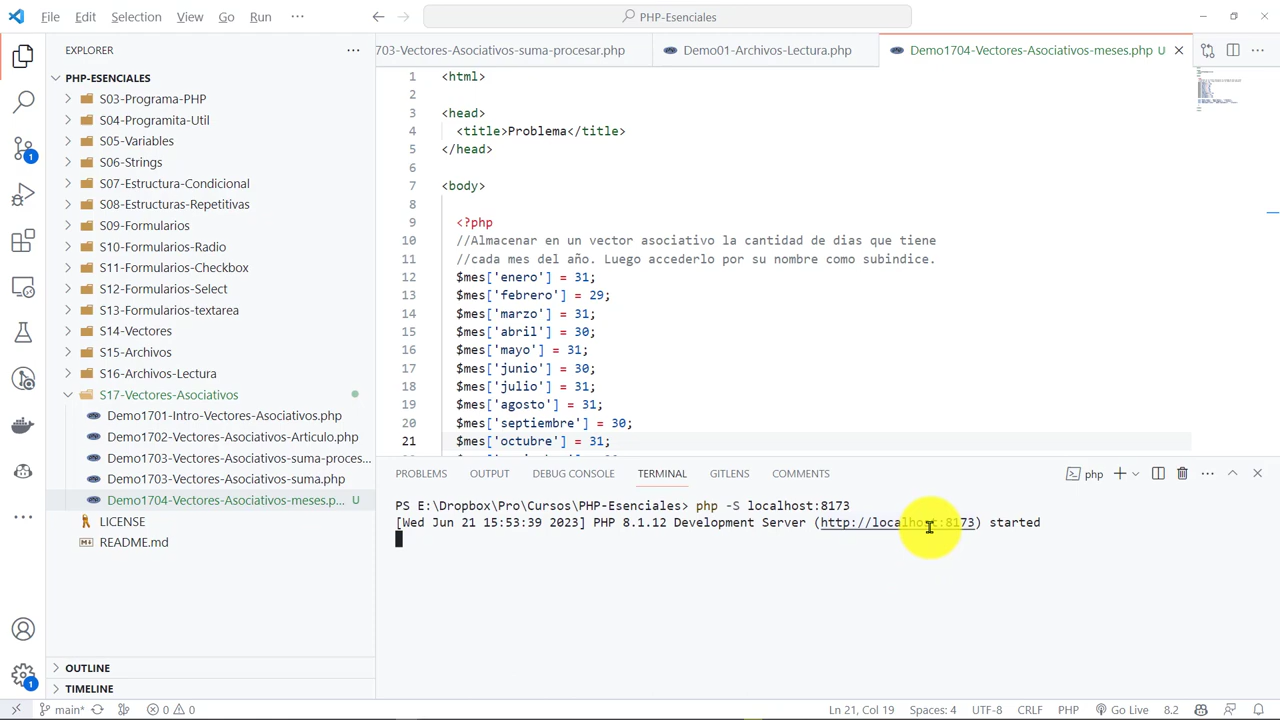 File Edit Selection View Go Run ··· PHP-Esenciales
EXPLORER
PHP-ESENCIALES
S03-Programa-PHP
S04-Programita-Util
S05-Variables
S06-Strings
S07-Estructura-Condicional
S08-Estructuras-Repetitivas
S09-Formularios
S10-Formularios-Radio
S11-Formularios-Checkbox
S12-Formularios-Select
S13-Formularios-textarea
S14-Vectores
S15-Archivos
S16-Archivos-Lectura
S17-Vectores-Asociativos
Demo1701-Intro-Vectores-Asociativos.php
Demo1702-Vectores-Asociativos-Articulo.php
Demo1703-Vectores-Asociativos-suma-proces...
Demo1703-Vectores-Asociativos-suma.php
Demo1704-Vectores-Asociativos-meses.p... U
LICENSE
README.md
OUTLINE
TIMELINE
703-Vectores-Asociativos-suma-procesar.php Demo01-Archivos-Lectura.php Demo1704-Vectores-Asociativos-meses.php U
1 <html>
2
3 <head>
4 <title>Problema</title>
5 </head>
6
7 <body>
8
9 <?php
10 //Almacenar en un vector asociativo la cantidad de dias que tiene
11 //cada mes del año. Luego accederlo por su nombre como subindice.
12 $mes['enero'] = 31;
13 $mes['febrero'] = 29;
14 $mes['marzo'] = 31;
15 $mes['abril'] = 30;
16 $mes['mayo'] = 31;
17 $mes['junio'] = 30;
18 $mes['julio'] = 31;
19 $mes['agosto'] = 31;
20 $mes['septiembre'] = 30;
21 $mes['octubre'] = 31;
PROBLEMS OUTPUT DEBUG CONSOLE TERMINAL GITLENS COMMENTS php
PS E:\Dropbox\Pro\Cursos\PHP-Esenciales> php -S localhost:8173
[Wed Jun 21 15:53:39 2023] PHP 8.1.12 Development Server (http://localhost:8173) started
1
1
main* 0 0 Ln 21, Col 19 Spaces: 4 UTF-8 CRLF PHP Go Live 8.2